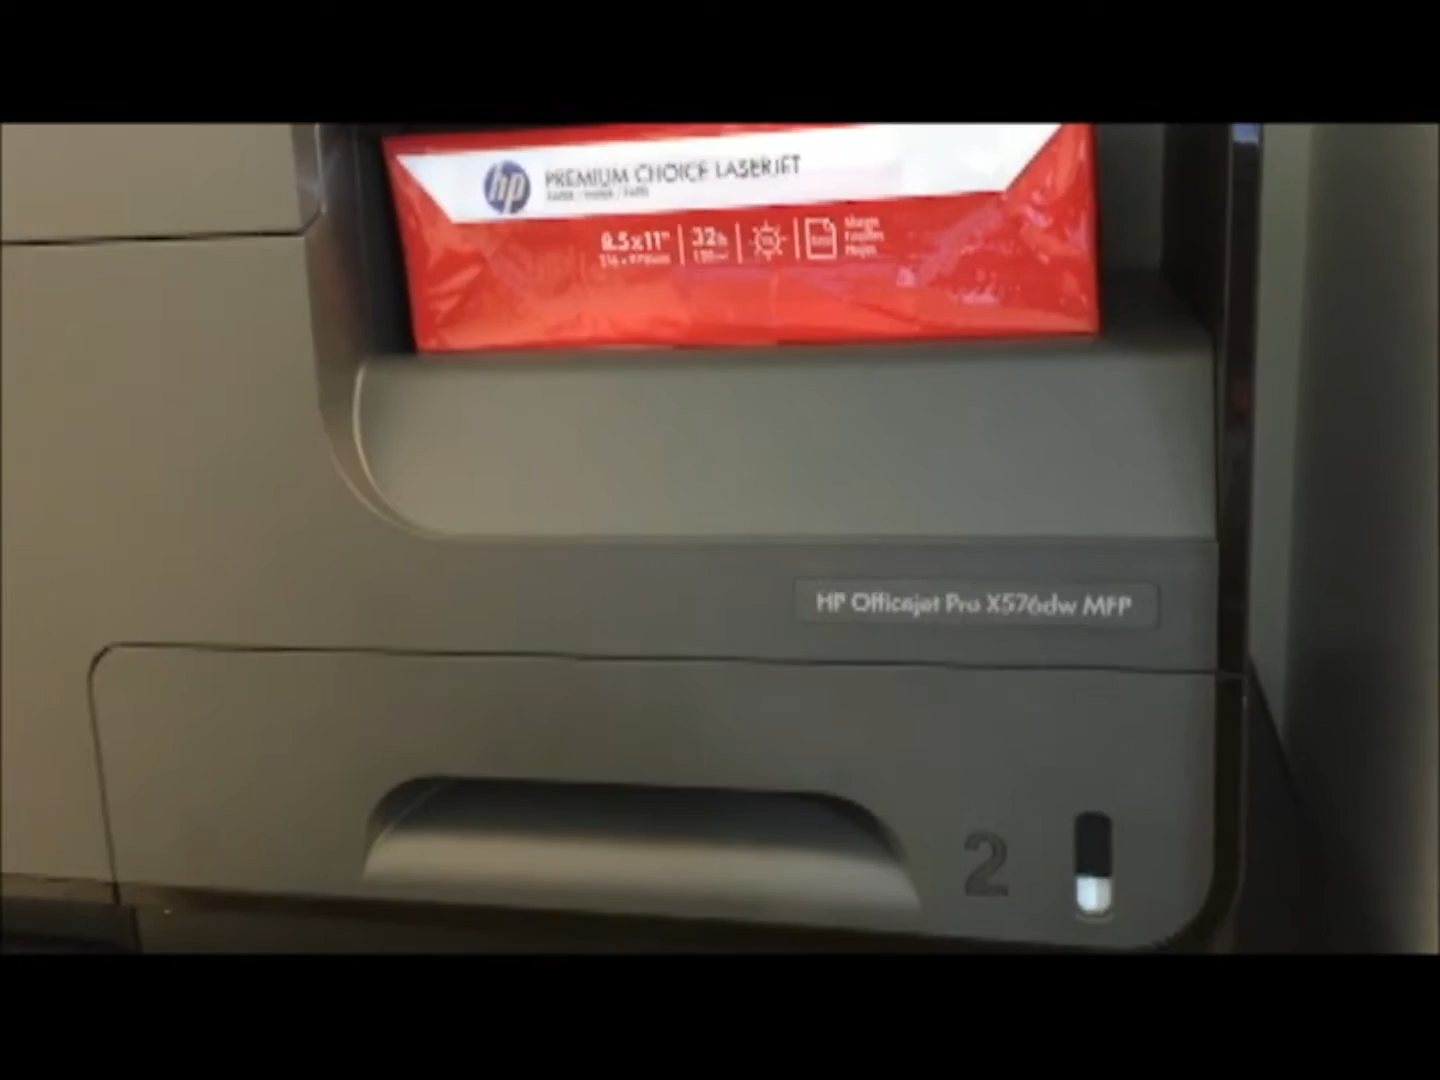 hp PREMIUM CHOICE LASERJET
8.5x11" 32lb
HP Officejet Pro X576dw MFP
2